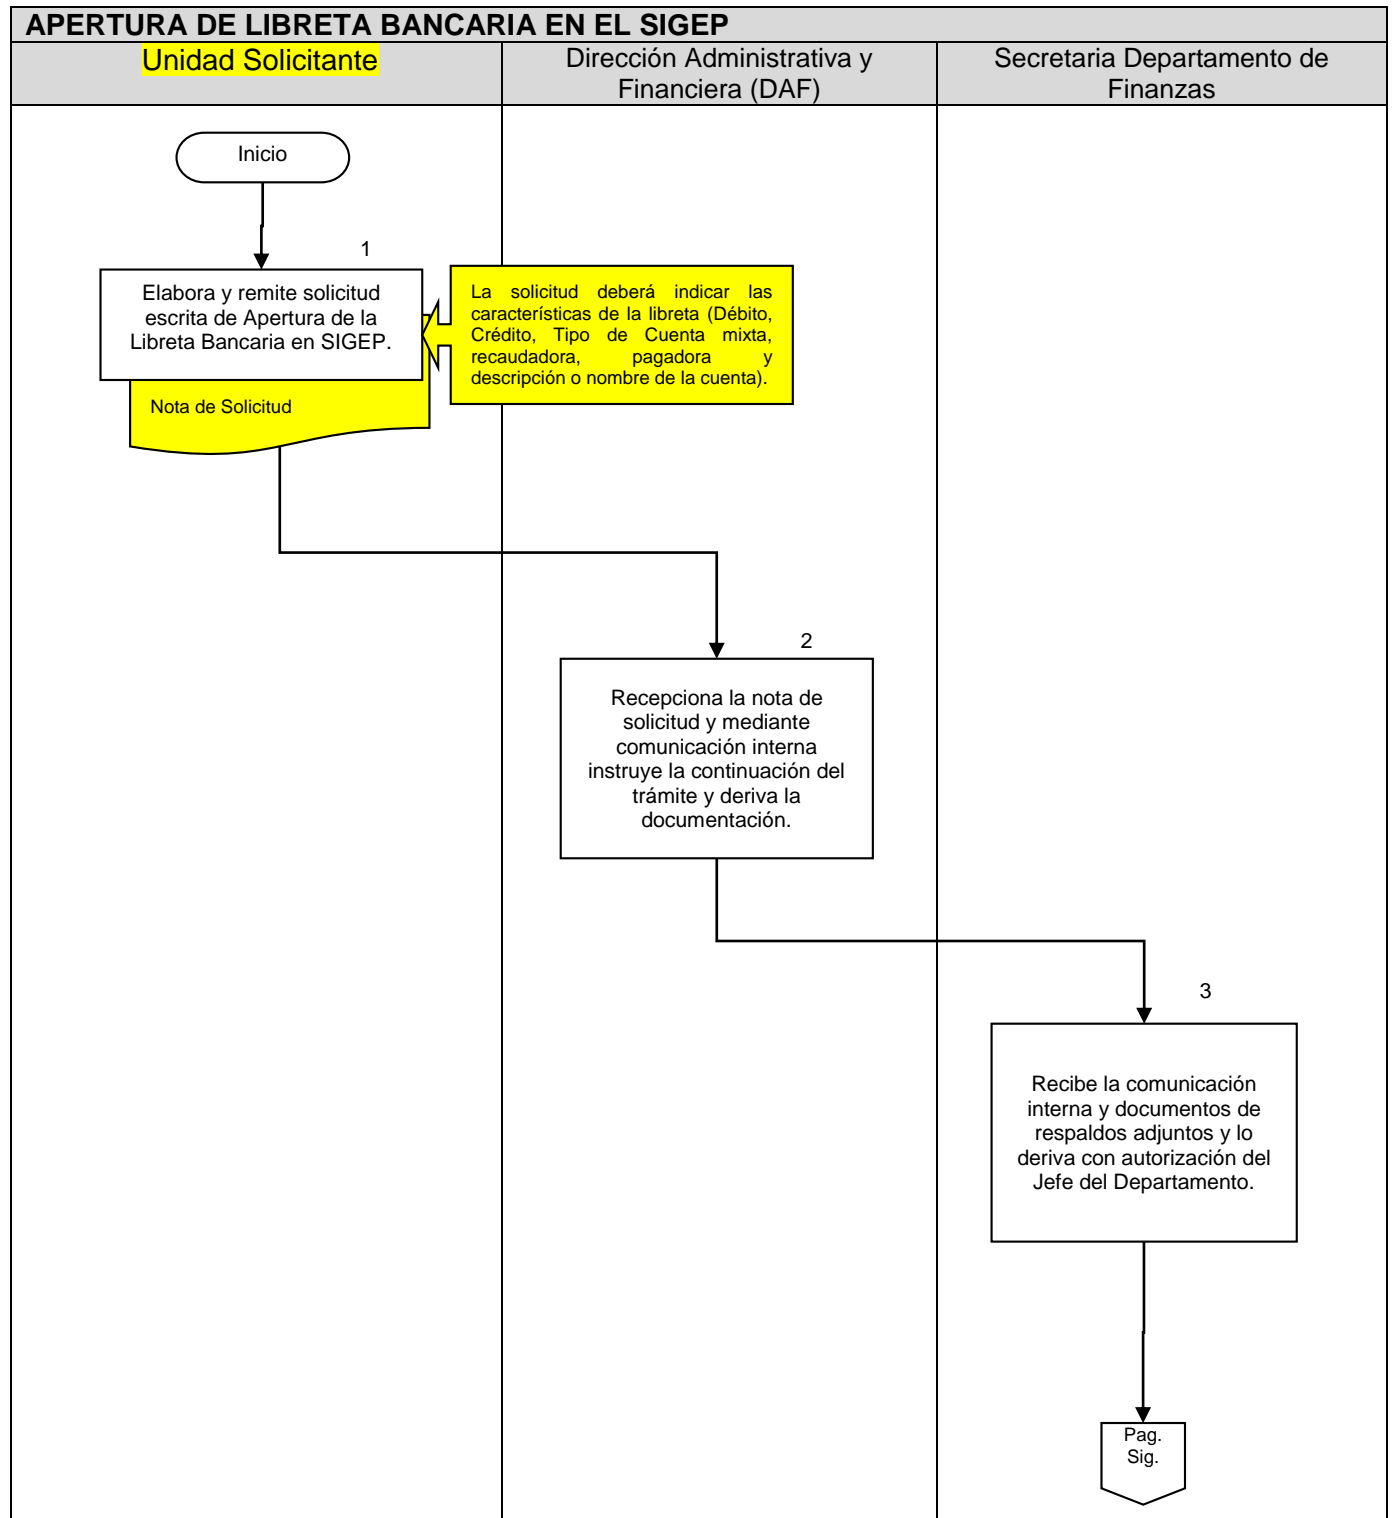 APERTURA DE LIBRETA BANCARIA EN EL SIGEP
Unidad Solicitante
Dirección Administrativa y
Financiera (DAF)
Secretaria Departamento de
Finanzas
Inicio
1
Elabora y remite solicitud
escrita de Apertura de la
Libreta Bancaria en SIGEP.
La solicitud deberá indicar las
características de la libreta (Débito,
Crédito, Tipo de Cuenta mixta,
recaudadora, pagadora y
descripción o nombre de la cuenta).
Nota de Solicitud
2
Recepciona la nota de
solicitud y mediante
comunicación interna
instruye la continuación del
trámite y deriva la
documentación.
3
Recibe la comunicación
interna y documentos de
respaldos adjuntos y lo
deriva con autorización del
Jefe del Departamento.
Pag.
Sig.